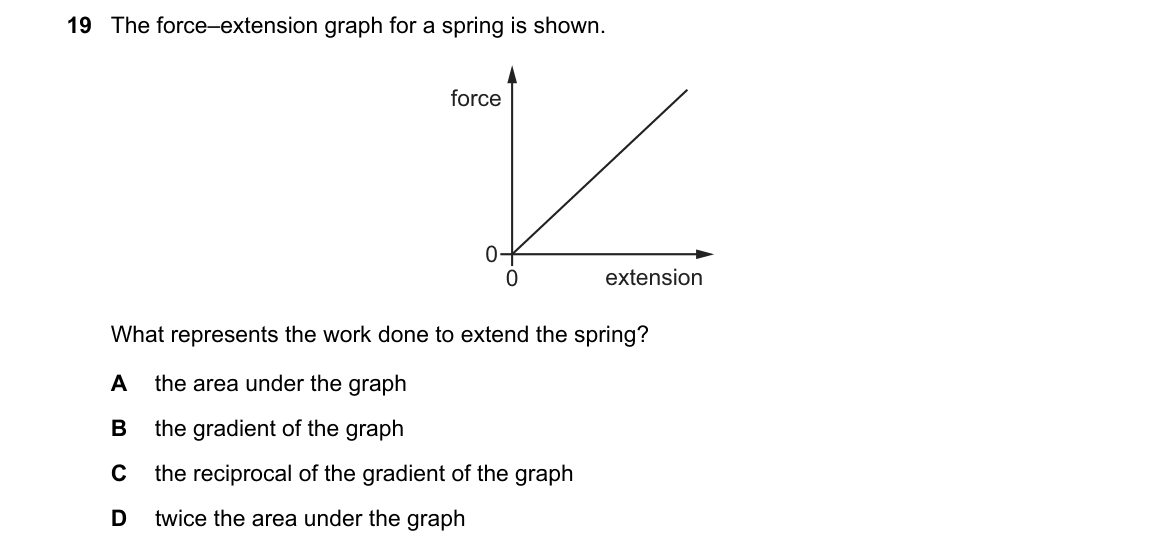 19 The force–extension graph for a spring is shown.
force
0
0
extension
What represents the work done to extend the spring?
A the area under the graph
B the gradient of the graph
C the reciprocal of the gradient of the graph
D twice the area under the graph